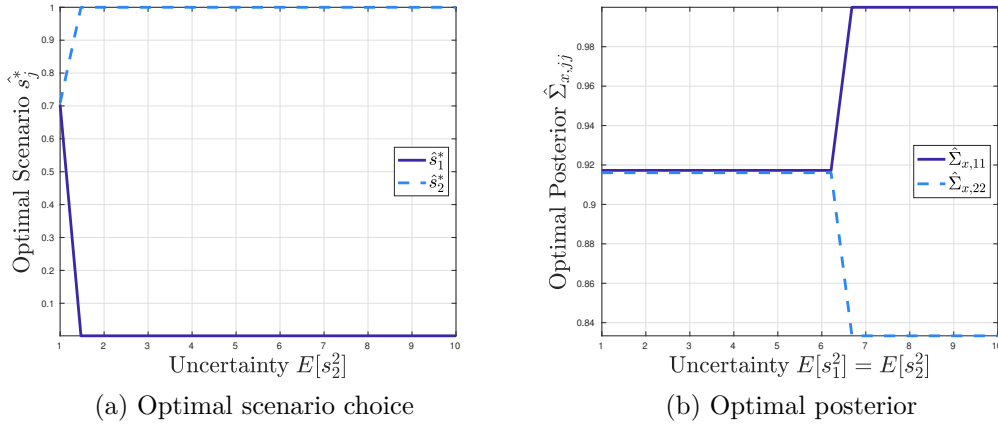 1
0.9
0.8
0.7
0.6
0.5
0.4
0.3
0.2
0.1
Optimal Scenario ŝ*_j
ŝ*_1
ŝ*_2
1 2 3 4 5 6 7 8 9 10
Uncertainty E[s_2^2]
(a) Optimal scenario choice
0.98
0.96
0.94
0.92
0.9
0.88
0.86
0.84
Optimal Posterior Σ̂_{x,jj}
Σ̂_{x,11}
Σ̂_{x,22}
1 2 3 4 5 6 7 8 9 10
Uncertainty E[s_1^2] = E[s_2^2]
(b) Optimal posterior